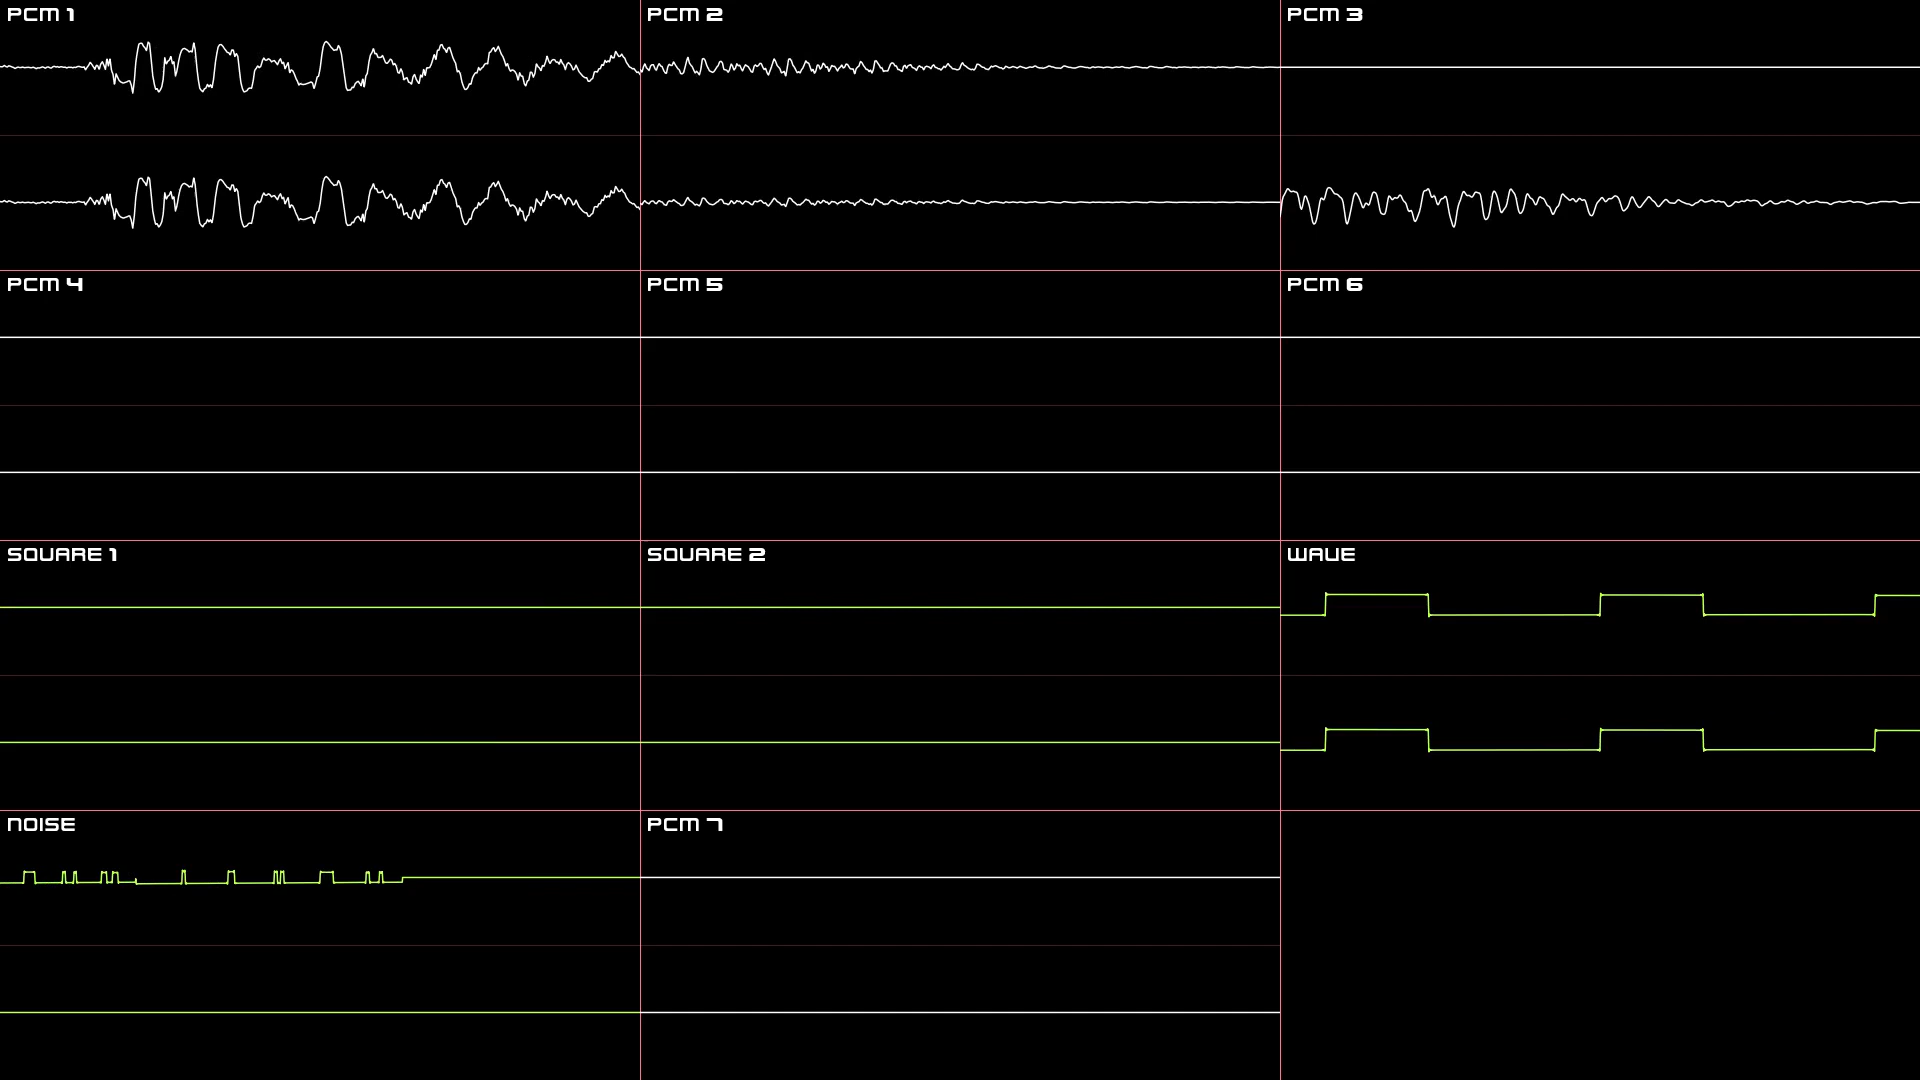 PCM 1
PCM 2
PCM 3
PCM 4
PCM 5
PCM 6
SQUARE 1
SQUARE 2
WAVE
NOISE
PCM 7